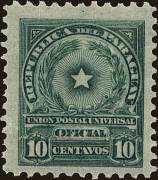 REPUBLICA DEL PARAGUAY
UNION POSTAL UNIVERSAL
OFICIAL
10 CENTAVOS 10